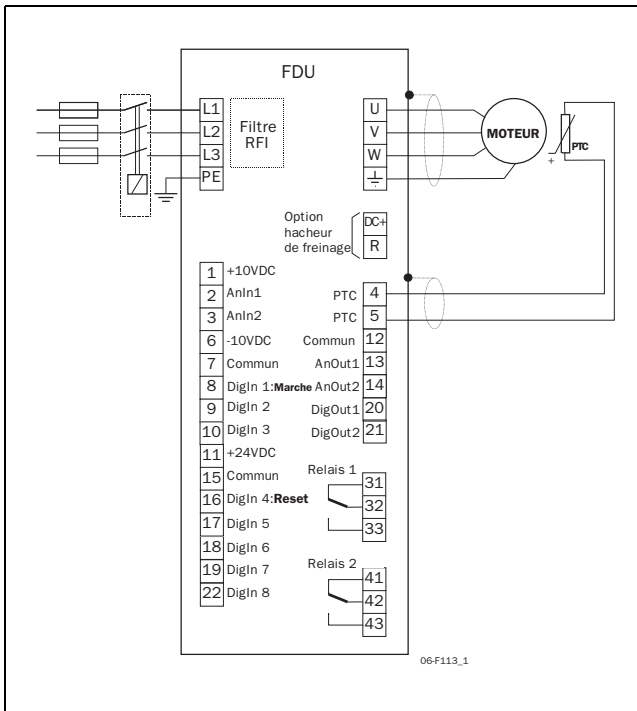 FDU
L1
L2
L3
PE
Filtre
RFI
U
V
W
MOTEUR
PTC
+
Option
hacheur
de freinage
DC+
R
1 +10VDC
2 AnIn1
3 AnIn2
6 -10VDC
7 Commun
8 DigIn 1:Marche
9 DigIn 2
10 DigIn 3
11 +24VDC
15 Commun
16 DigIn 4:Reset
17 DigIn 5
18 DigIn 6
19 DigIn 7
22 DigIn 8
PTC 4
PTC 5
Commun 12
AnOut1 13
AnOut2 14
DigOut1 20
DigOut2 21
Relais 1
31
32
33
Relais 2
41
42
43
06-F113_1